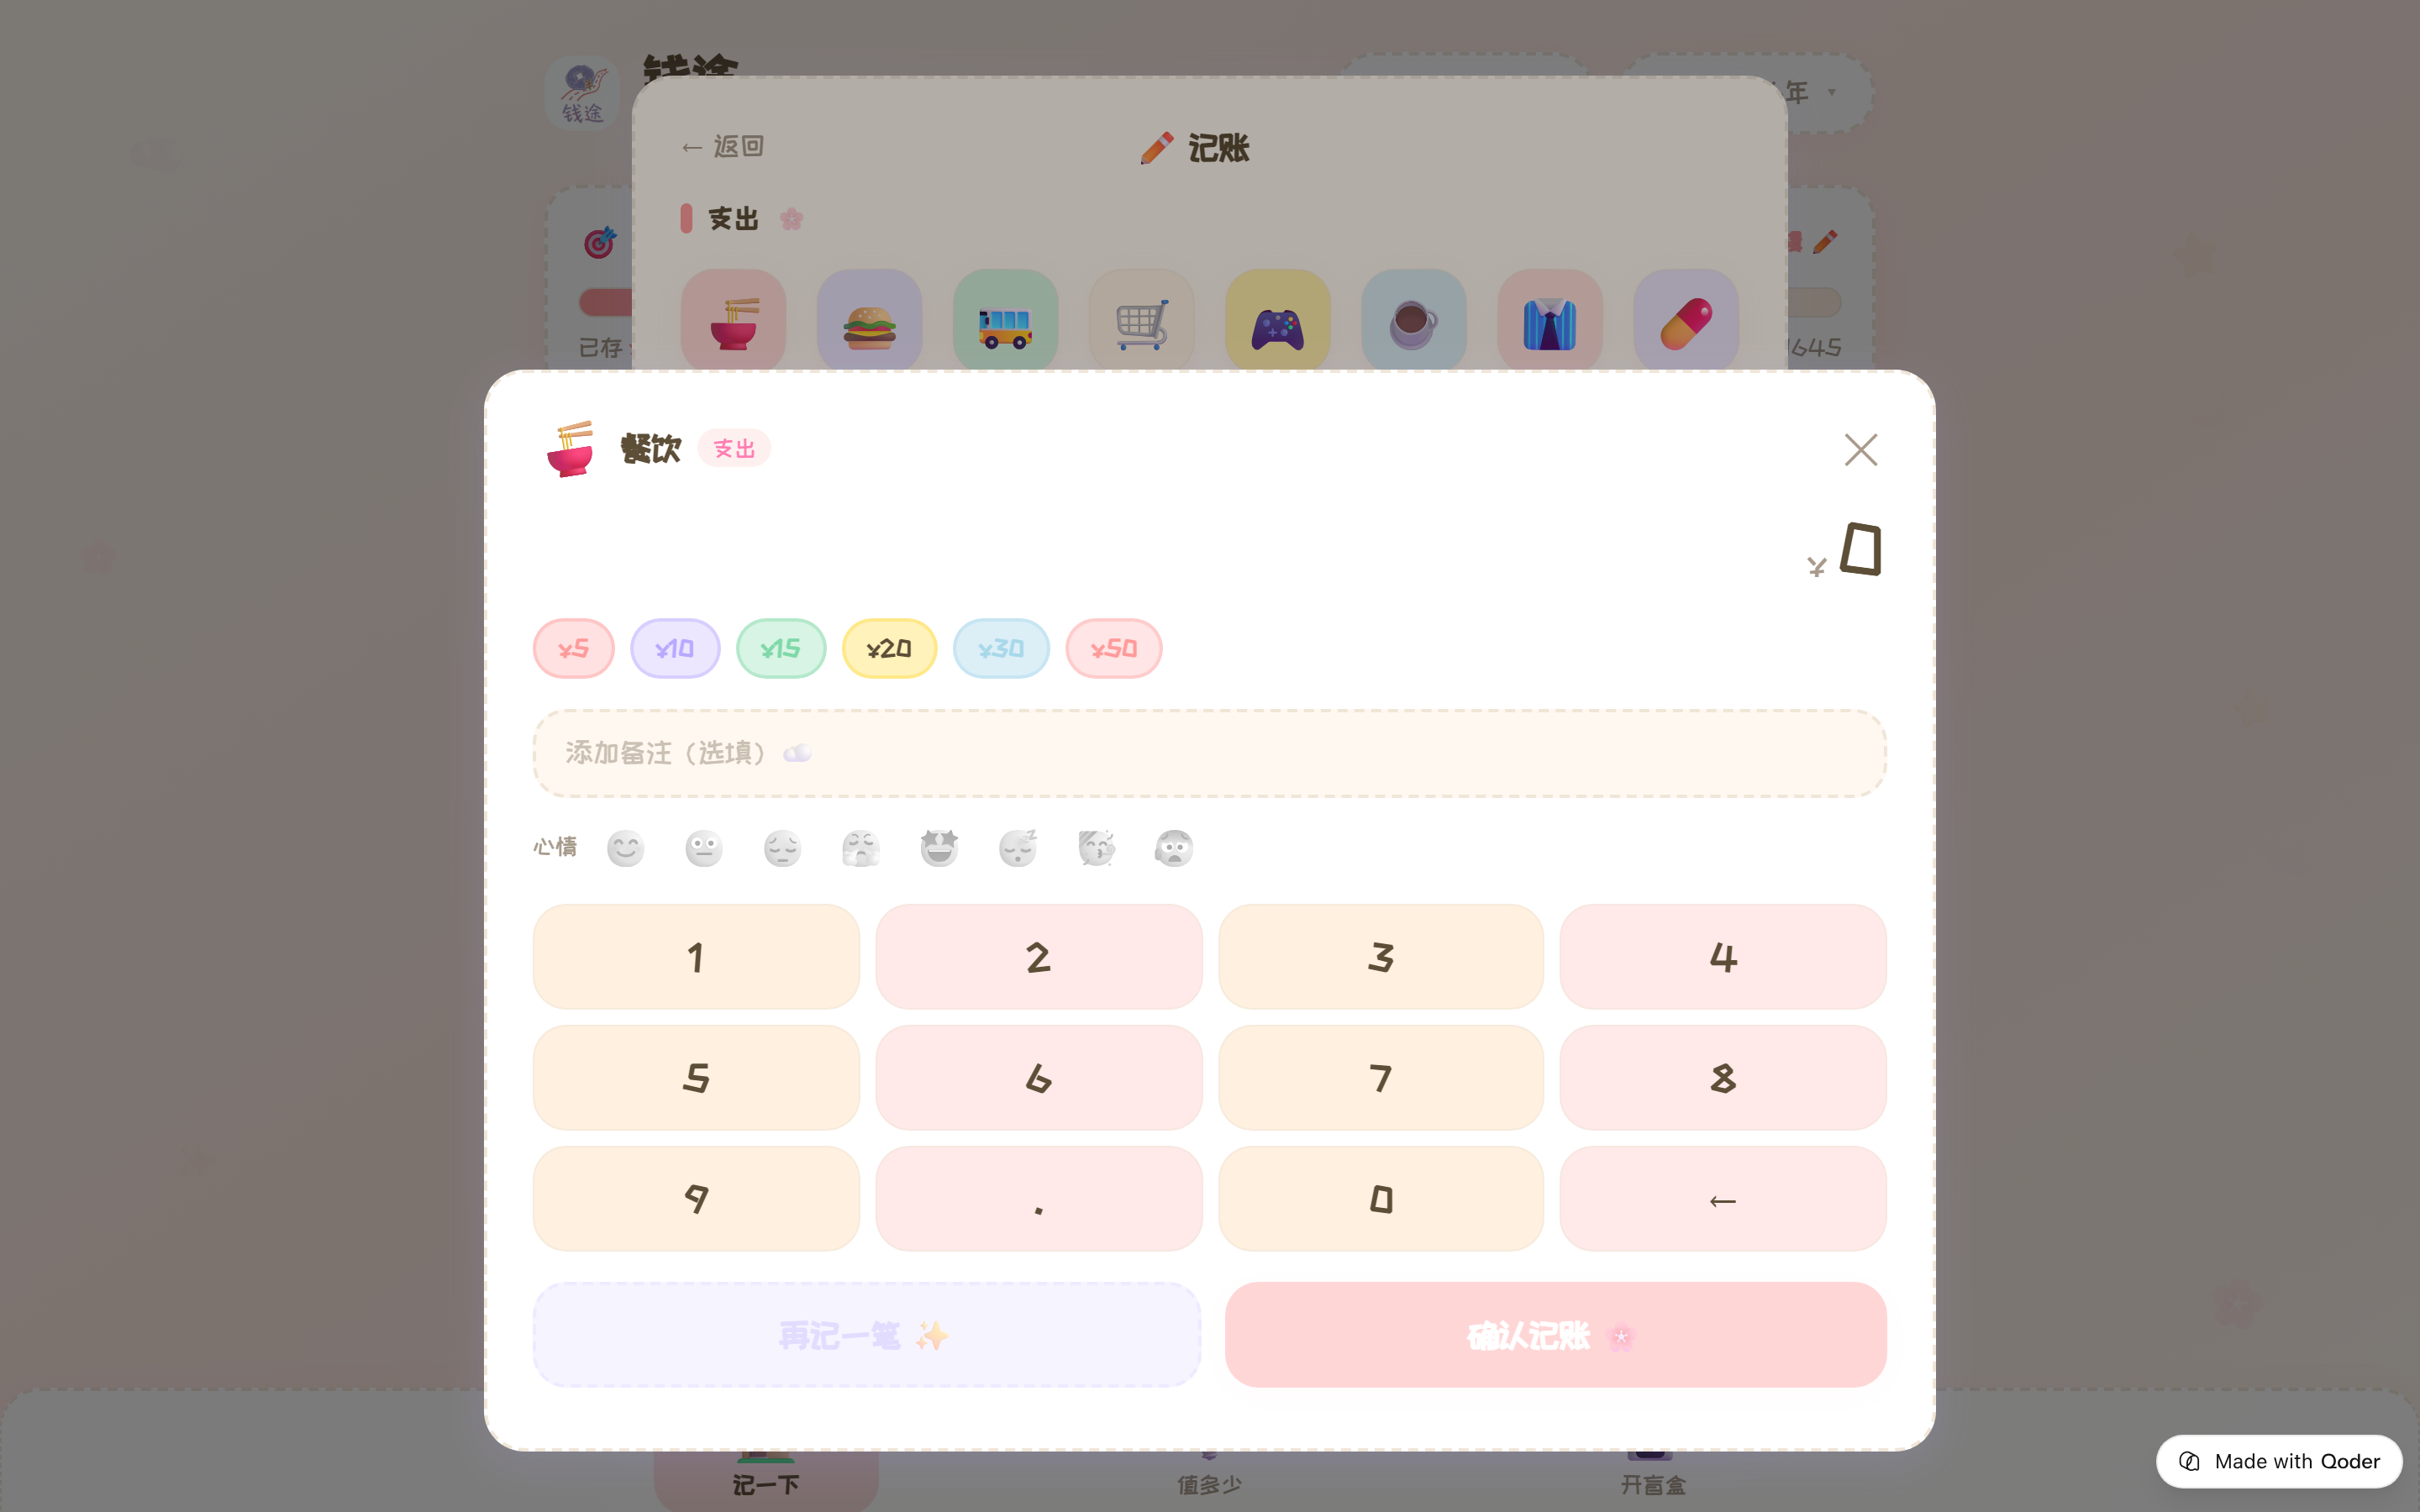 钱途
钱途
年
← 返回
记账
支出
已存
645
餐饮 支出
¥0
¥5 ¥10 ¥15 ¥20 ¥30 ¥50
添加备注（选填）
心情
1 2 3 4
5 6 7 8
9 . 0 ←
再记一笔
确认记账
记一下 值多少 开盲盒
Made with Qoder